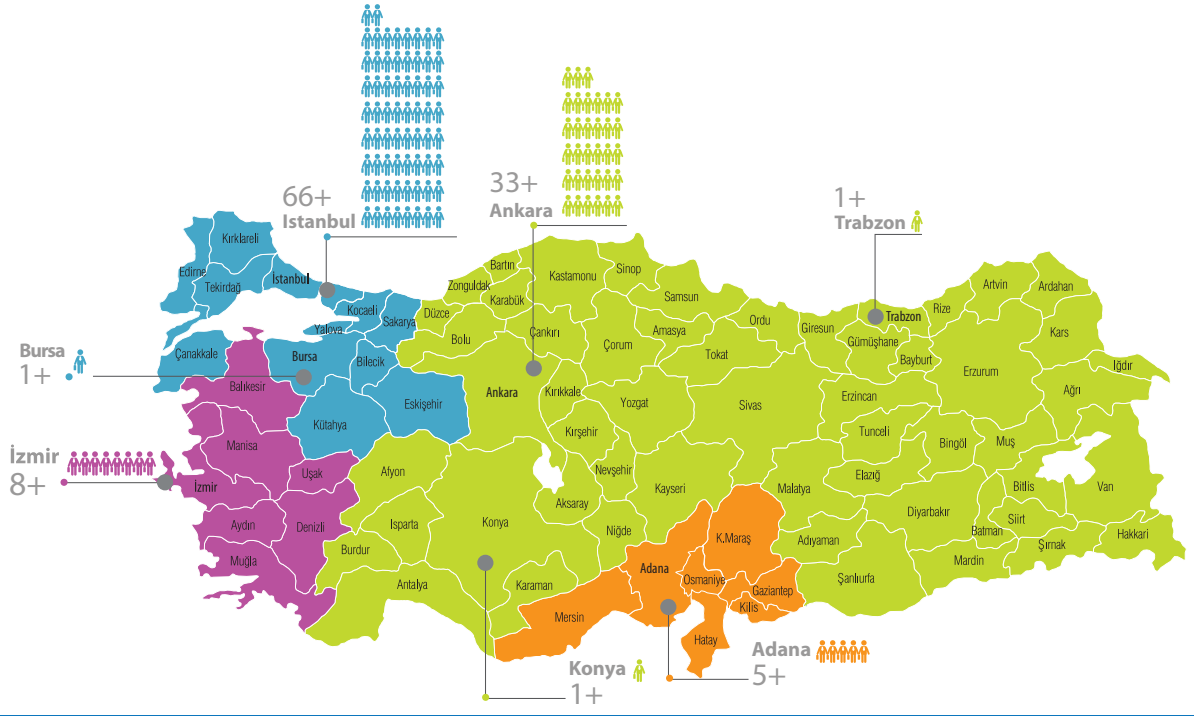 66+
Istanbul
33+
Ankara
1+
Trabzon
Kırklareli
Edirne
Tekirdağ
İstanbul
Kocaeli
Yalova
Sakarya
Çanakkale
Bursa
Bilecik
Eskişehir
Kütahya
Bursa
1+
Balıkesir
Manisa
Uşak
İzmir
8+
İzmir
Aydın
Denizli
Muğla
Bartın
Zonguldak
Karabük
Kastamonu
Sinop
Düzce
Bolu
Çankırı
Çorum
Samsun
Amasya
Ordu
Tokat
Giresun
Trabzon
Gümüşhane
Bayburt
Rize
Artvin
Ardahan
Kars
Iğdır
Ağrı
Erzurum
Erzincan
Ankara
Kırıkkale
Yozgat
Sivas
Kırşehir
Tunceli
Bingöl
Muş
Elazığ
Bitlis
Van
Afyon
Nevşehir
Kayseri
Malatya
Aksaray
Konya
Isparta
Niğde
Burdur
Antalya
Karaman
Adıyaman
Diyarbakır
Batman
Siirt
Şırnak
Hakkari
Mardin
Şanlıurfa
K.Maraş
Adana
Osmaniye
Gaziantep
Kilis
Mersin
Hatay
Konya
1+
Adana
5+